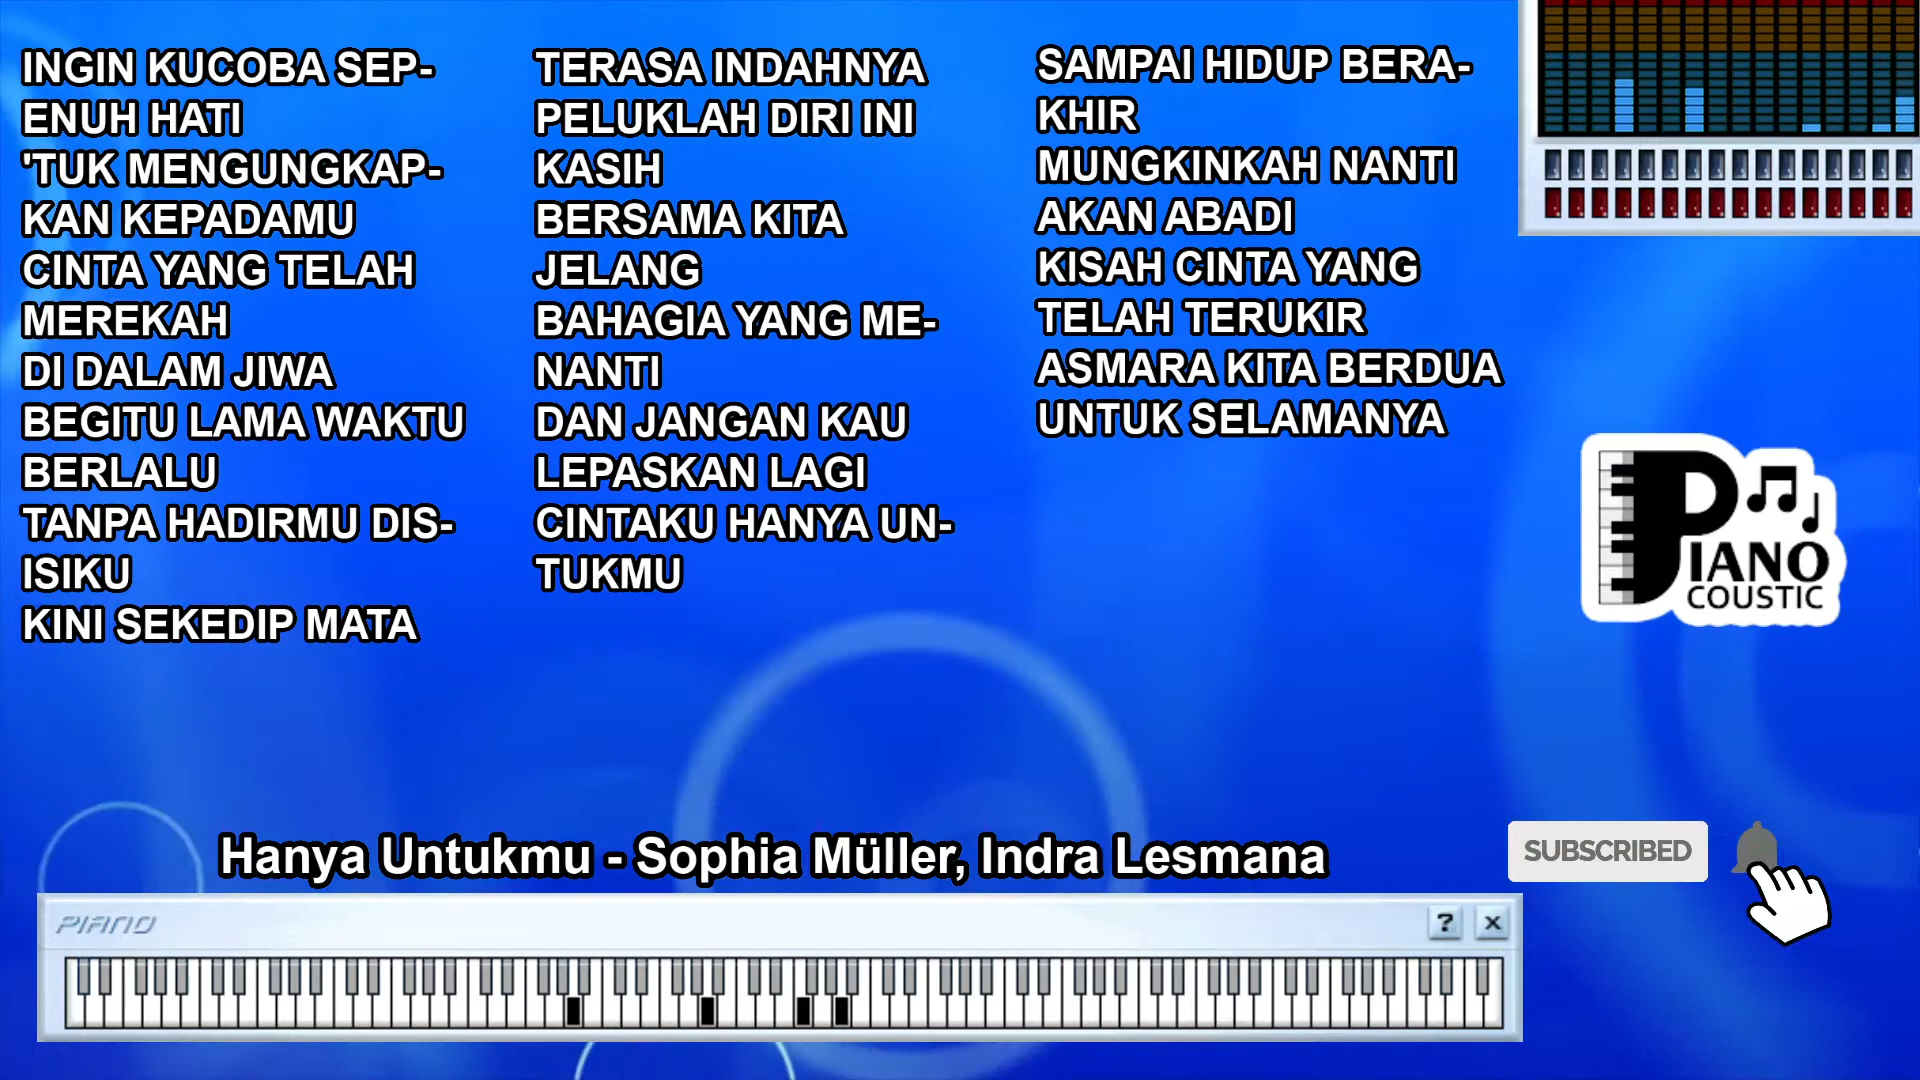 INGIN KUCOBA SEP-
ENUH HATI
'TUK MENGUNGKAP-
KAN KEPADAMU
CINTA YANG TELAH
MEREKAH
DI DALAM JIWA
BEGITU LAMA WAKTU
BERLALU
TANPA HADIRMU DIS-
ISIKU
KINI SEKEDIP MATA
TERASA INDAHNYA
PELUKLAH DIRI INI
KASIH
BERSAMA KITA
JELANG
BAHAGIA YANG ME-
NANTI
DAN JANGAN KAU
LEPASKAN LAGI
CINTAKU HANYA UN-
TUKMU
SAMPAI HIDUP BERA-
KHIR
MUNGKINKAH NANTI
AKAN ABADI
KISAH CINTA YANG
TELAH TERUKIR
ASMARA KITA BERDUA
UNTUK SELAMANYA
PIANO
COUSTIC
Hanya Untukmu - Sophia Müller, Indra Lesmana
SUBSCRIBED
PIANO
? X